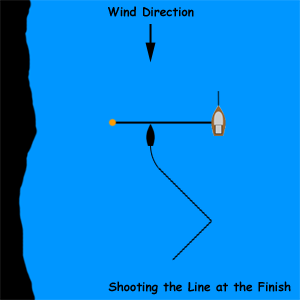 Wind Direction
Shooting the Line at the Finish